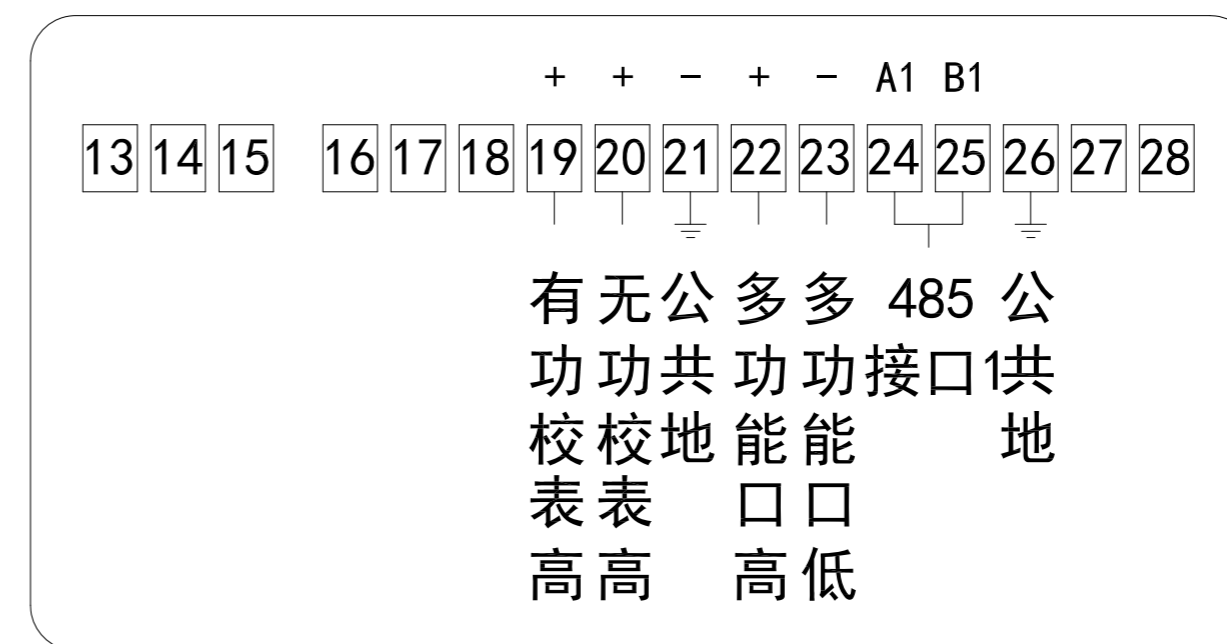 + + - + - A1 B1
13 14 15 16 17 18 19 20 21 22 23 24 25 26 27 28
有功校表高
无功校表高
公共地
多功能口高
多功能口低
485
接口1
公共地